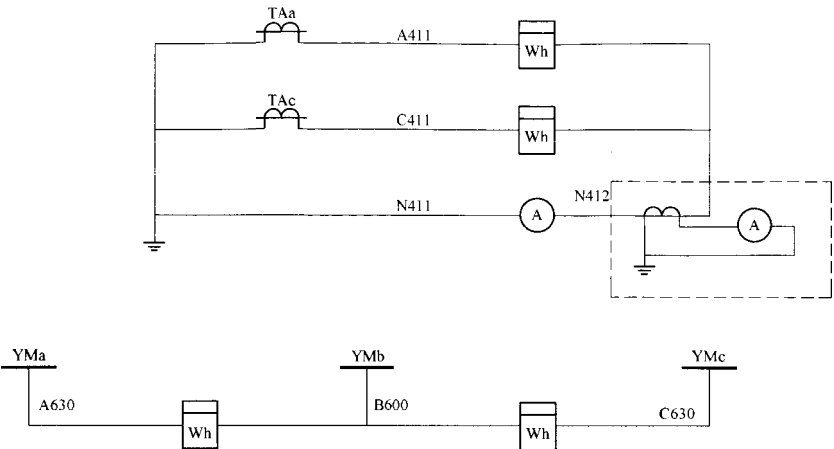 TAa
A411
Wh
TAc
C411
Wh
N411
A
N412
A
YMa
YMb
YMc
A630
B600
C630
Wh
Wh